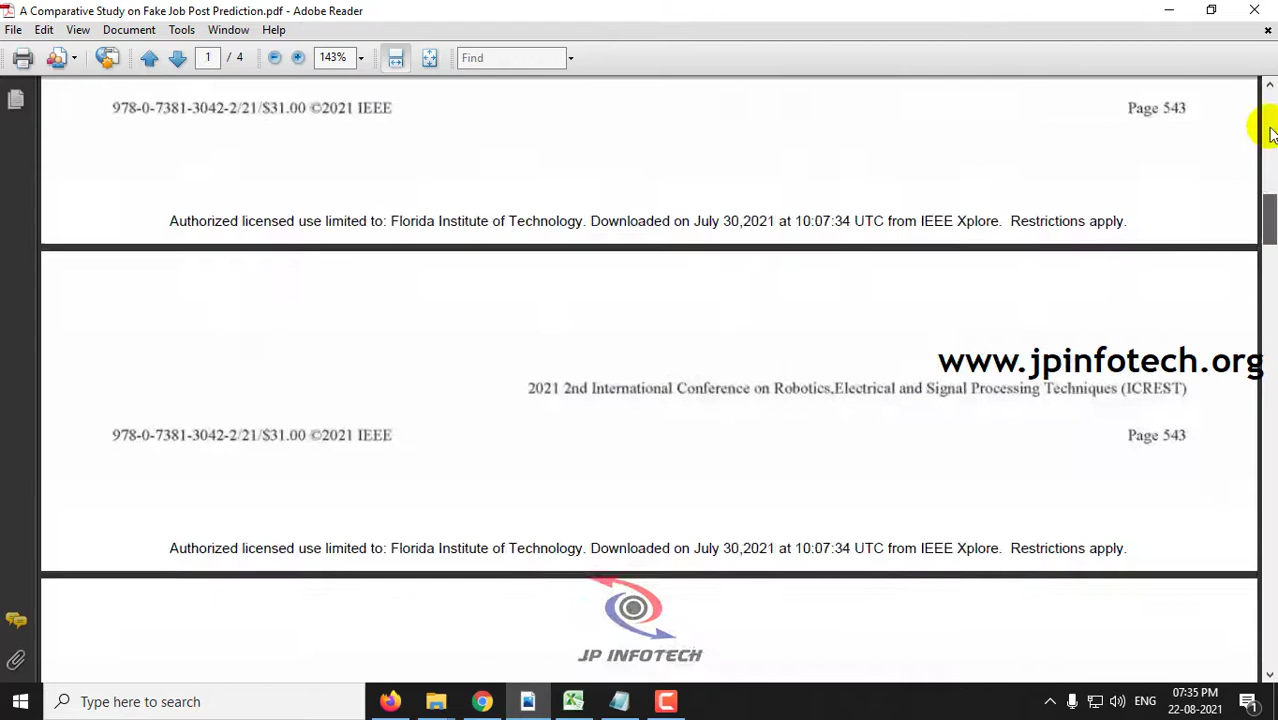 A Comparative Study on Fake Job Post Prediction.pdf - Adobe Reader
File Edit View Document Tools Window Help
1 / 4 143% Find
978-0-7381-3042-2/21/$31.00 ©2021 IEEE Page 543
Authorized licensed use limited to: Florida Institute of Technology. Downloaded on July 30,2021 at 10:07:34 UTC from IEEE Xplore. Restrictions apply.
www.jpinfotech.org
2021 2nd International Conference on Robotics,Electrical and Signal Processing Techniques (ICREST)
978-0-7381-3042-2/21/$31.00 ©2021 IEEE Page 543
Authorized licensed use limited to: Florida Institute of Technology. Downloaded on July 30,2021 at 10:07:34 UTC from IEEE Xplore. Restrictions apply.
JP INFOTECH
Type here to search
ENG
07:35 PM
22-08-2021
1